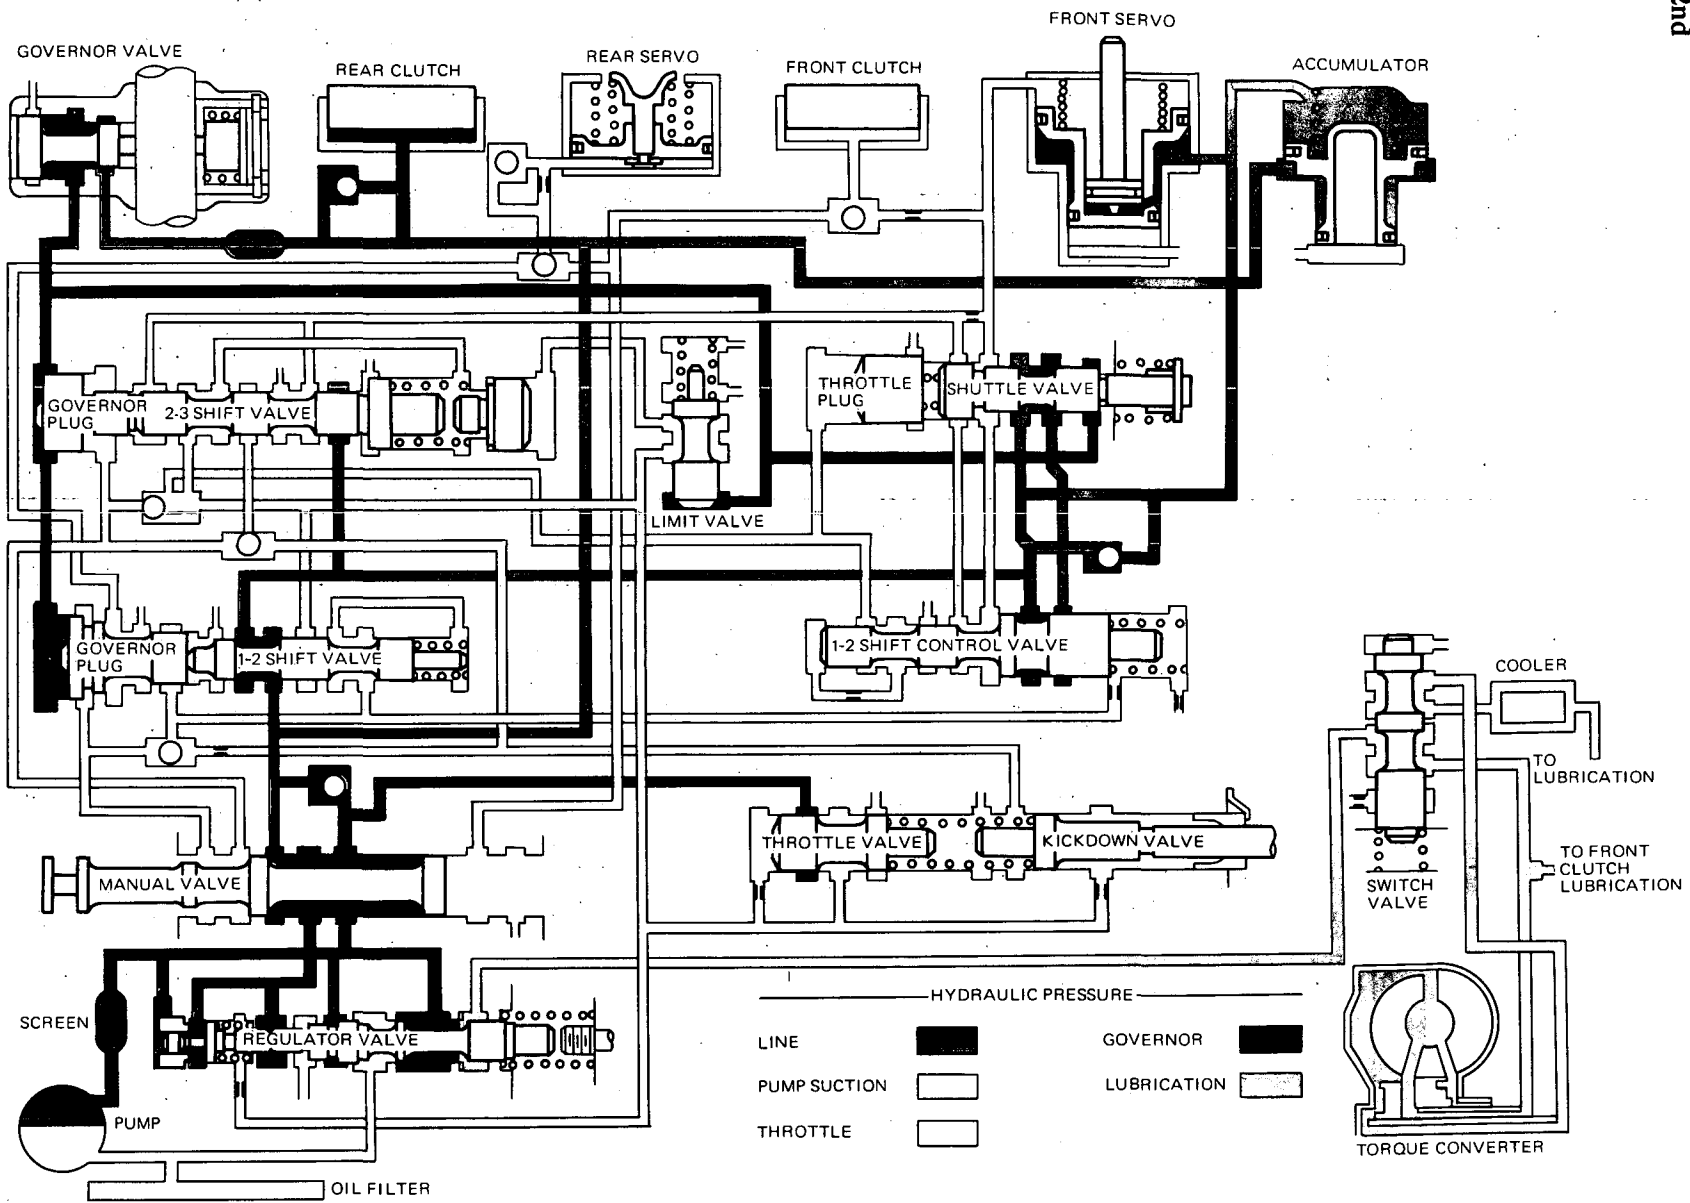 2nd
FRONT SERVO
GOVERNOR VALVE
REAR CLUTCH
REAR SERVO
FRONT CLUTCH
ACCUMULATOR
GOVERNOR
PLUG
2-3 SHIFT VALVE
THROTTLE
PLUG
SHUTTLE VALVE
LIMIT VALVE
GOVERNOR
PLUG
1-2 SHIFT VALVE
1-2 SHIFT CONTROL VALVE
COOLER
TO
LUBRICATION
MANUAL VALVE
THROTTLE VALVE
KICKDOWN VALVE
SWITCH
VALVE
TO FRONT
CLUTCH
LUBRICATION
SCREEN
REGULATOR VALVE
HYDRAULIC PRESSURE
LINE
GOVERNOR
PUMP SUCTION
LUBRICATION
THROTTLE
PUMP
OIL FILTER
TORQUE CONVERTER